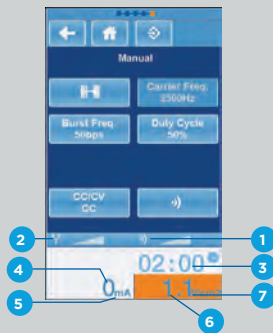 Manual
Carrier Freq.
2500Hz
Burst Freq.
50bps
Duty Cycle
50%
CC/CV
CC
2
1
4
02:00
3
0mA
1.1
5
7
6